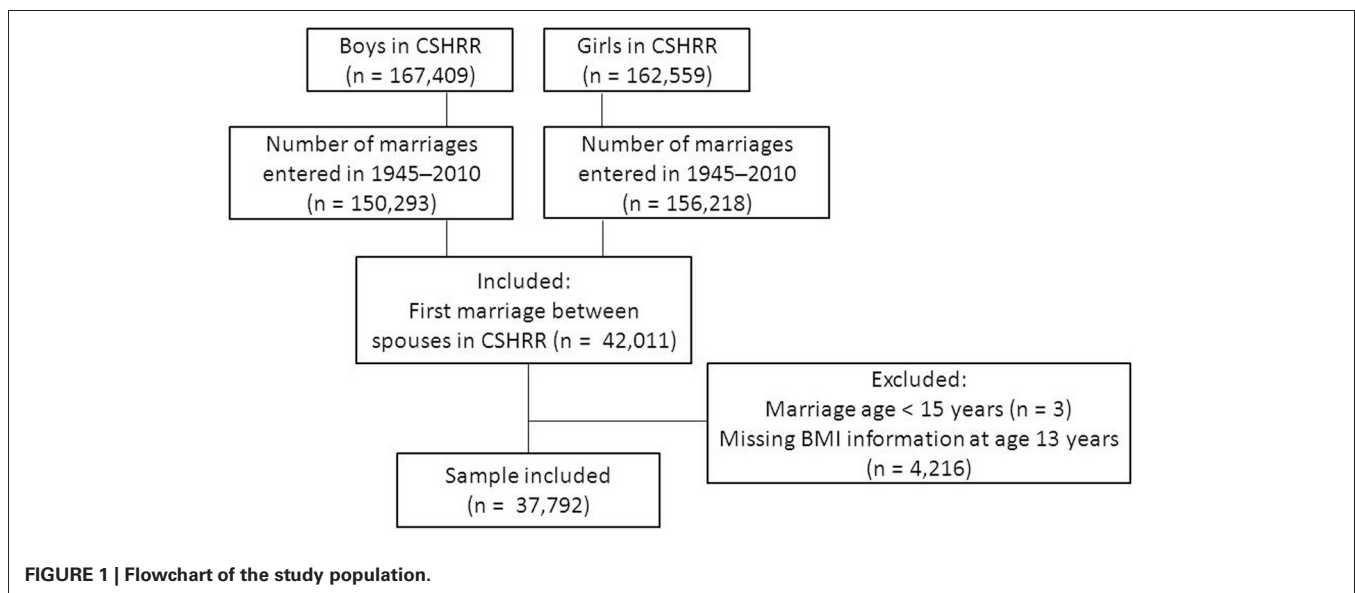 Boys in CSHRR
(n = 167,409)
Girls in CSHRR
(n = 162,559)
Number of marriages
entered in 1945–2010
(n = 150,293)
Number of marriages
entered in 1945–2010
(n = 156,218)
Included:
First marriage between
spouses in CSHRR (n = 42,011)
Excluded:
Marriage age < 15 years (n = 3)
Missing BMI information at age 13 years
(n = 4,216)
Sample included
(n = 37,792)
FIGURE 1 | Flowchart of the study population.